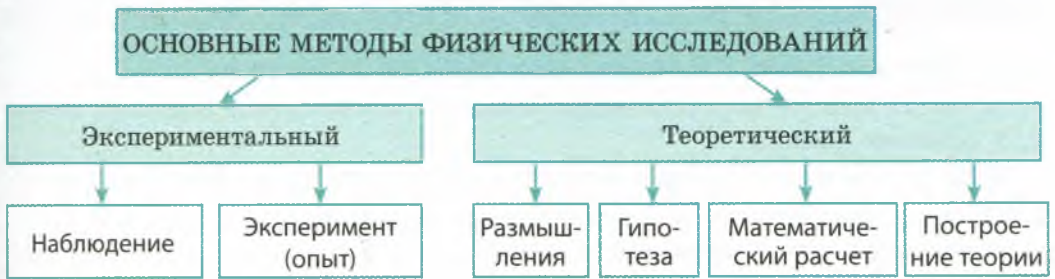 ОСНОВНЫЕ МЕТОДЫ ФИЗИЧЕСКИХ ИССЛЕДОВАНИЙ
Экспериментальный
Теоретический
Наблюдение
Эксперимент
(опыт)
Размыш-
ления
Гипо-
теза
Математиче-
ский расчет
Построе-
ние теории